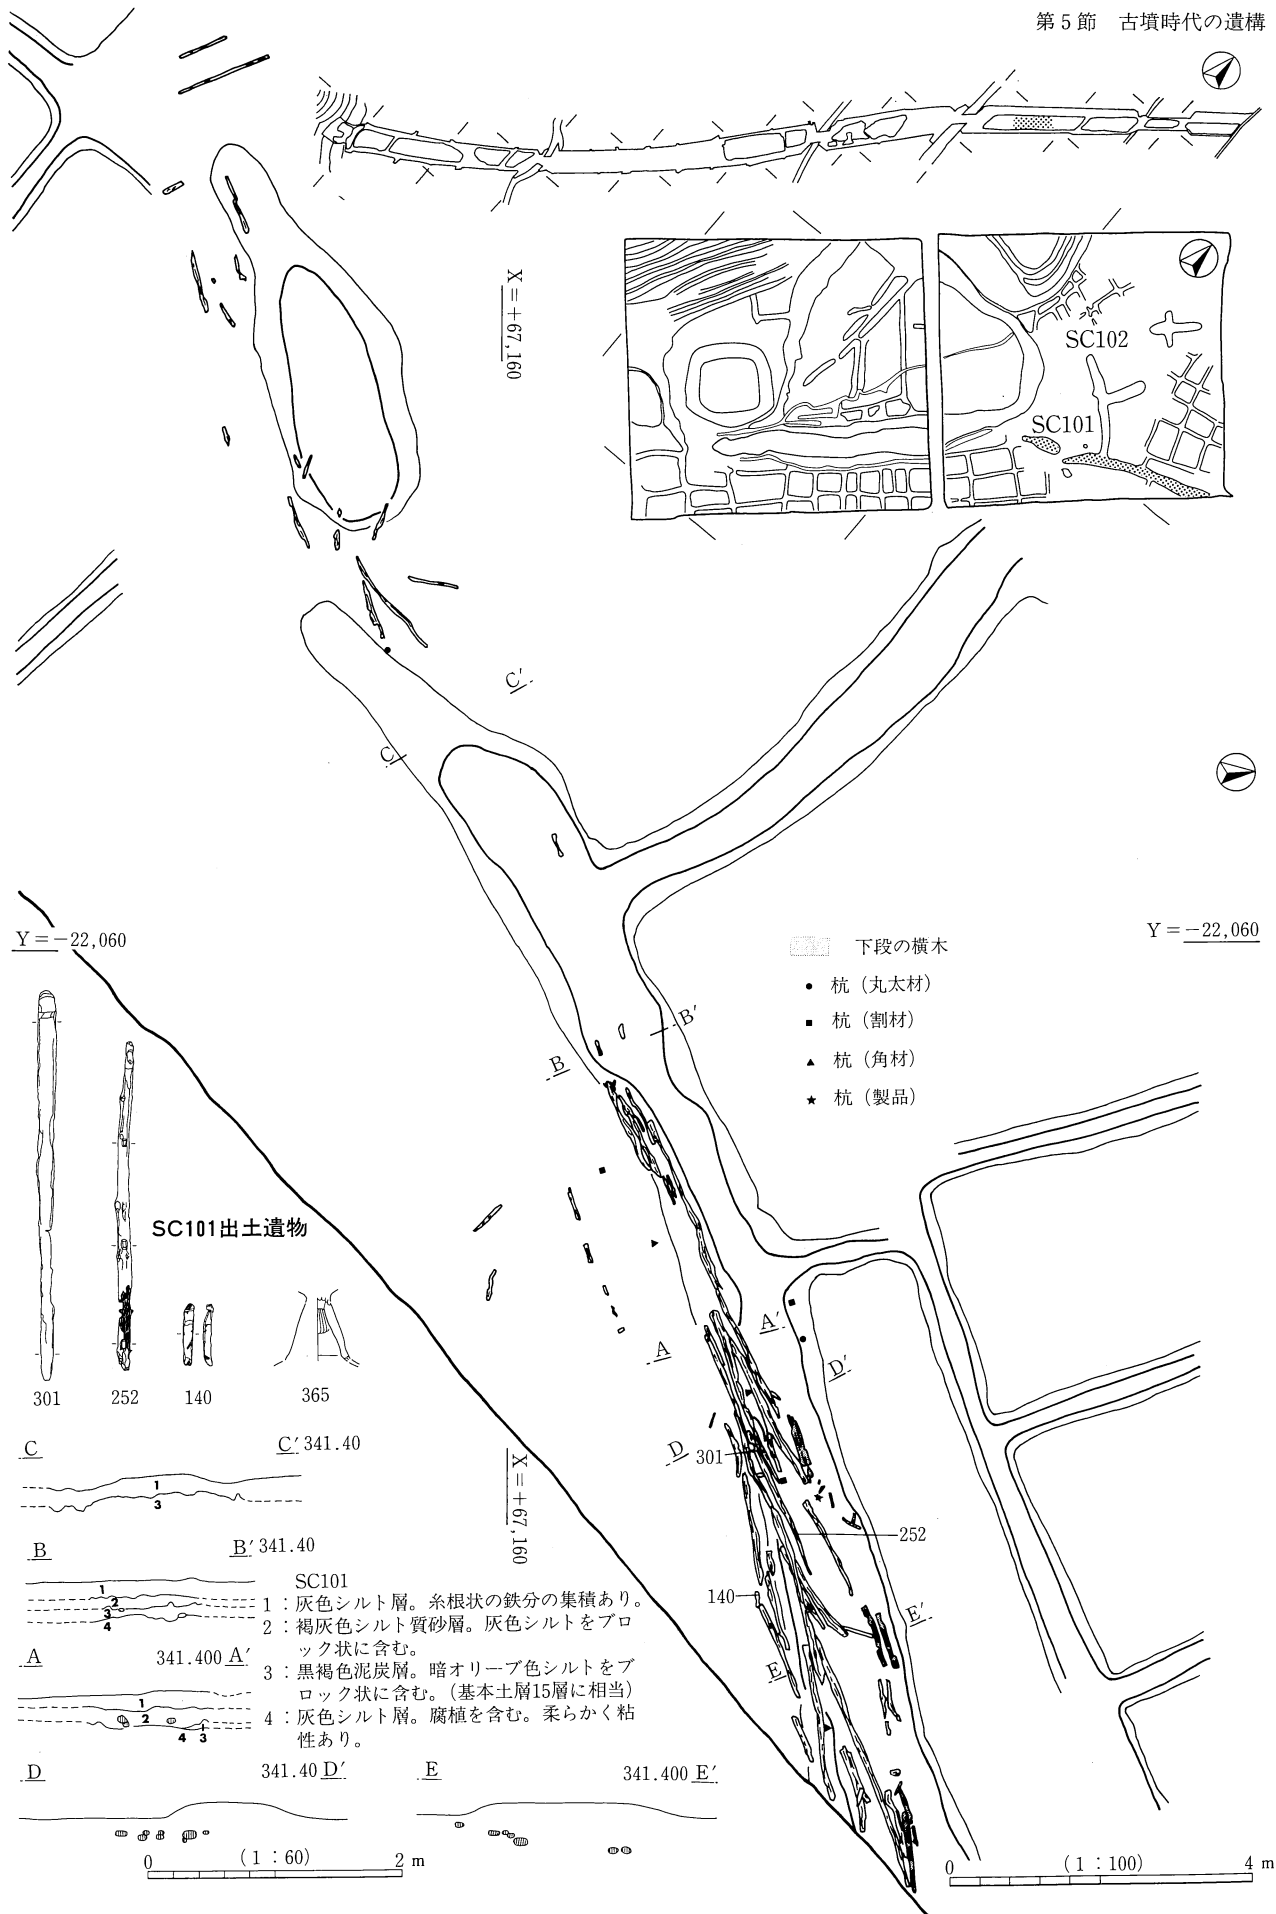 第5節　古墳時代の遺構
X=+67,160
SC102
SC101
C′
C
Y=-22,060
Y=-22,060
下段の横木
杭（丸太材）
杭（割材）
杭（角材）
杭（製品）
B′
B
SC101出土遺物
A′
A
D′
D
301
252
140
E′
E
X=+67,160
301
252
140
365
C
C′ 341.40
1
3
B
B′ 341.40
1
2
3
4
A
341.400 A′
1
2
4
3
SC101
1：灰色シルト層。糸根状の鉄分の集積あり。
2：褐灰色シルト質砂層。灰色シルトをブロ
ック状に含む。
3：黒褐色泥炭層。暗オリーブ色シルトをブ
ロック状に含む。（基本土層15層に相当）
4：灰色シルト層。腐植を含む。柔らかく粘
性あり。
D
341.40 D′
E
341.400 E′
0
（1：60）
2 m
0
（1：100）
4 m